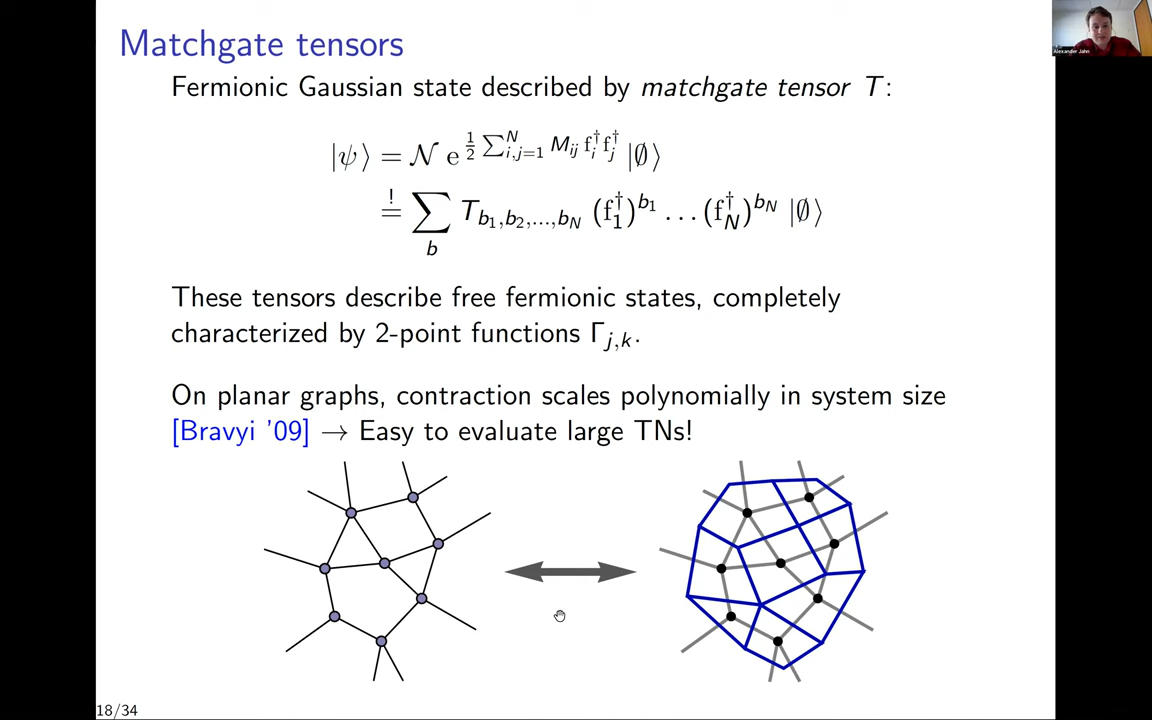 Matchgate tensors
Alexander Jahn
Fermionic Gaussian state described by matchgate tensor T:
|ψ⟩ = 𝒩 e^{½ ∑_{i,j=1}^{N} M_{ij} f_i^† f_j^†} |∅⟩
=^! ∑_b T_{b_1,b_2,...,b_N} (f_1^†)^{b_1} ... (f_N^†)^{b_N} |∅⟩
These tensors describe free fermionic states, completely
characterized by 2-point functions Γ_{j,k}.
On planar graphs, contraction scales polynomially in system size
[Bravyi '09] → Easy to evaluate large TNs!
18/34